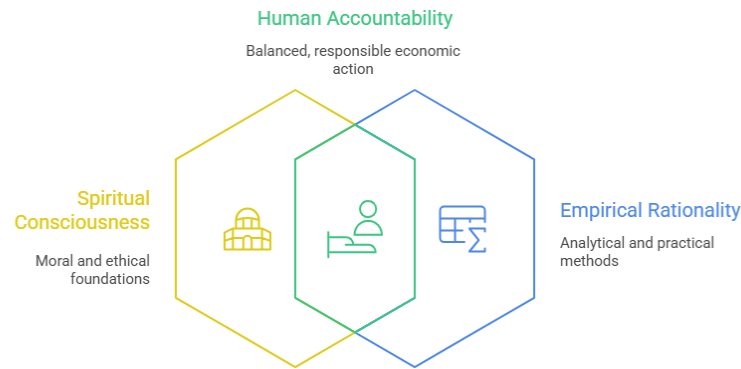 Human Accountability
Balanced, responsible economic
action
Spiritual
Consciousness
Moral and ethical
foundations
Empirical Rationality
Analytical and practical
methods